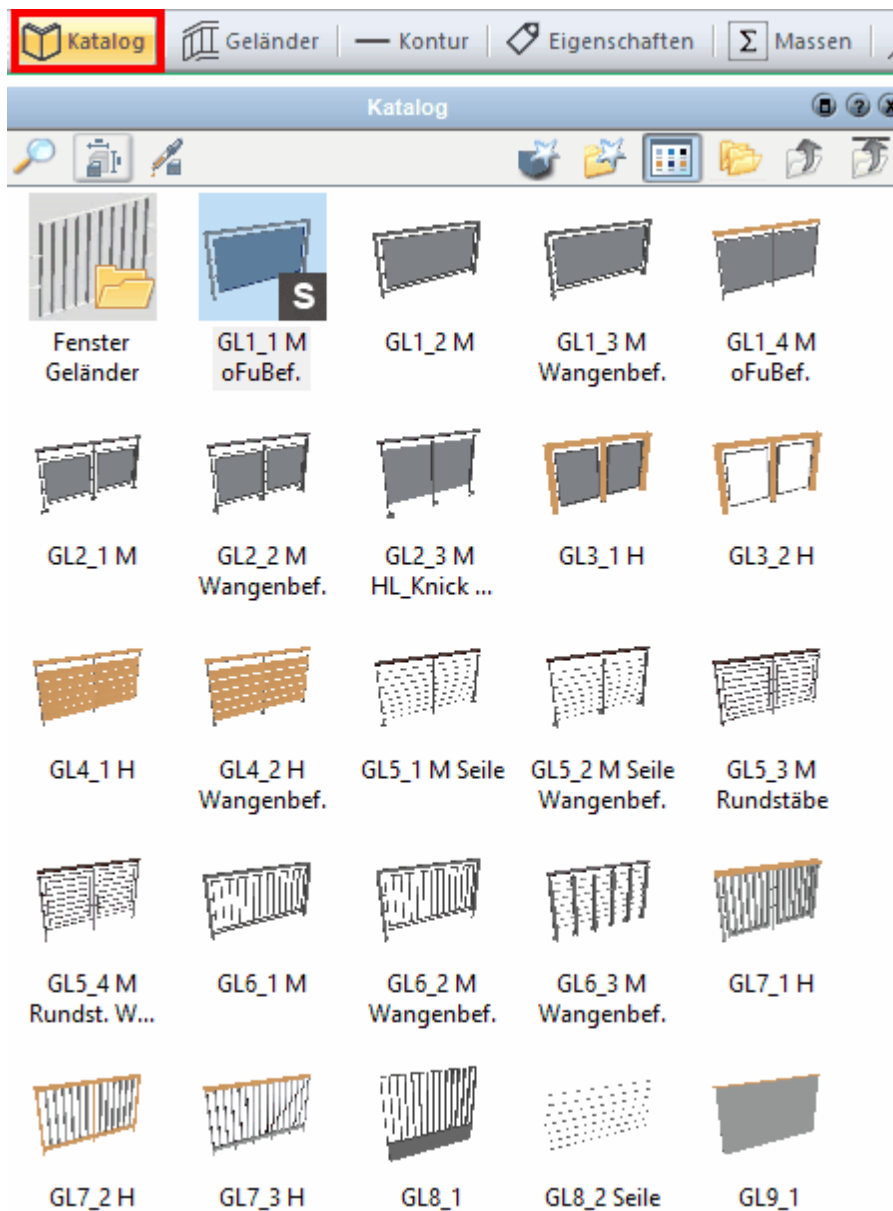 Katalog Geländer Kontur Eigenschaften Σ Massen
Katalog
S
Fenster Geländer
GL1_1 M oFuBef.
GL1_2 M
GL1_3 M Wangenbef.
GL1_4 M oFuBef.
GL2_1 M
GL2_2 M Wangenbef.
GL2_3 M HL_Knick ...
GL3_1 H
GL3_2 H
GL4_1 H
GL4_2 H Wangenbef.
GL5_1 M Seile
GL5_2 M Seile Wangenbef.
GL5_3 M Rundstäbe
GL5_4 M Rundst. W...
GL6_1 M
GL6_2 M Wangenbef.
GL6_3 M Wangenbef.
GL7_1 H
GL7_2 H
GL7_3 H
GL8_1
GL8_2 Seile
GL9_1